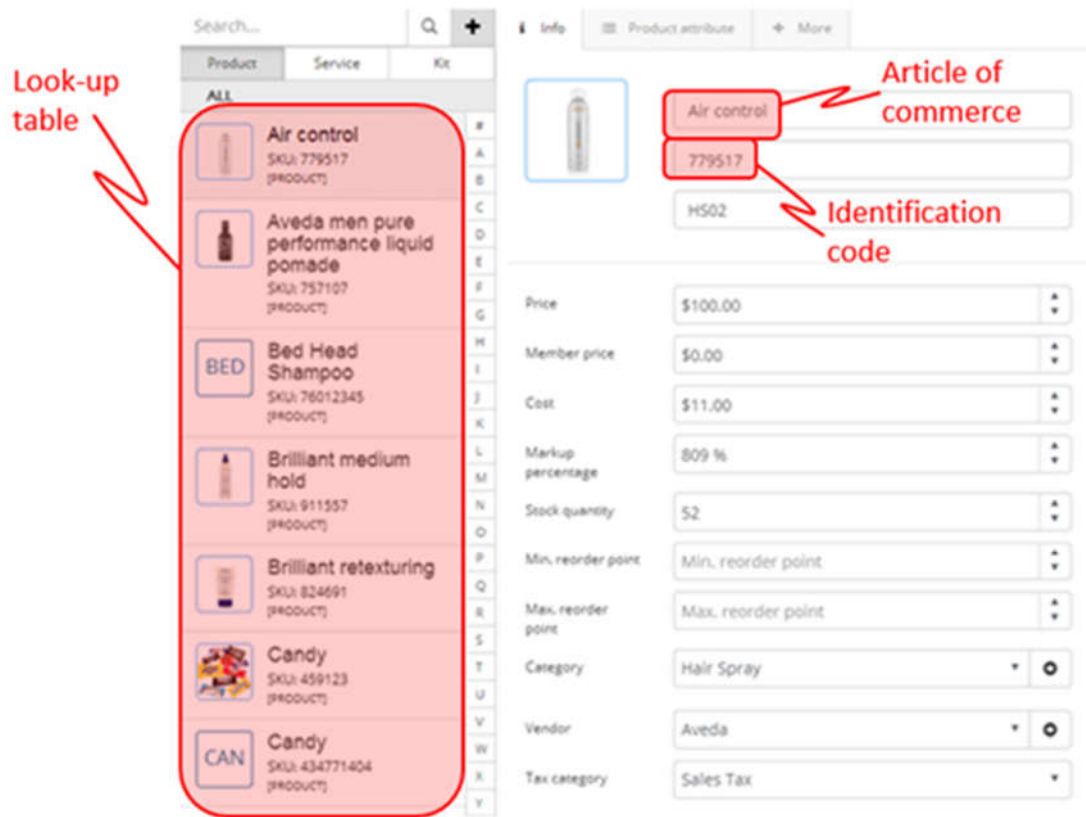 Search...
Product
Service
Kit
ALL
Air control
SKU: 779517
[PRODUCT]
Aveda men pure
performance liquid
pomade
SKU: 757107
[PRODUCT]
BED
Bed Head
Shampoo
SKU: 76012345
[PRODUCT]
Brilliant medium
hold
SKU: 911557
[PRODUCT]
Brilliant retexturing
SKU: 824691
[PRODUCT]
Candy
SKU: 459123
[PRODUCT]
CAN
Candy
SKU: 434771404
[PRODUCT]
#
A
B
C
D
E
F
G
H
I
J
K
L
M
N
O
P
Q
R
S
T
U
V
W
X
Y
Look-up
table
Info
Product attribute
More
Air control
779517
HS02
Article of
commerce
Identification
code
Price
$100.00
Member price
$0.00
Cost
$11.00
Markup
percentage
809 %
Stock quantity
52
Min. reorder point
Min. reorder point
Max. reorder
point
Max. reorder point
Category
Hair Spray
Vendor
Aveda
Tax category
Sales Tax